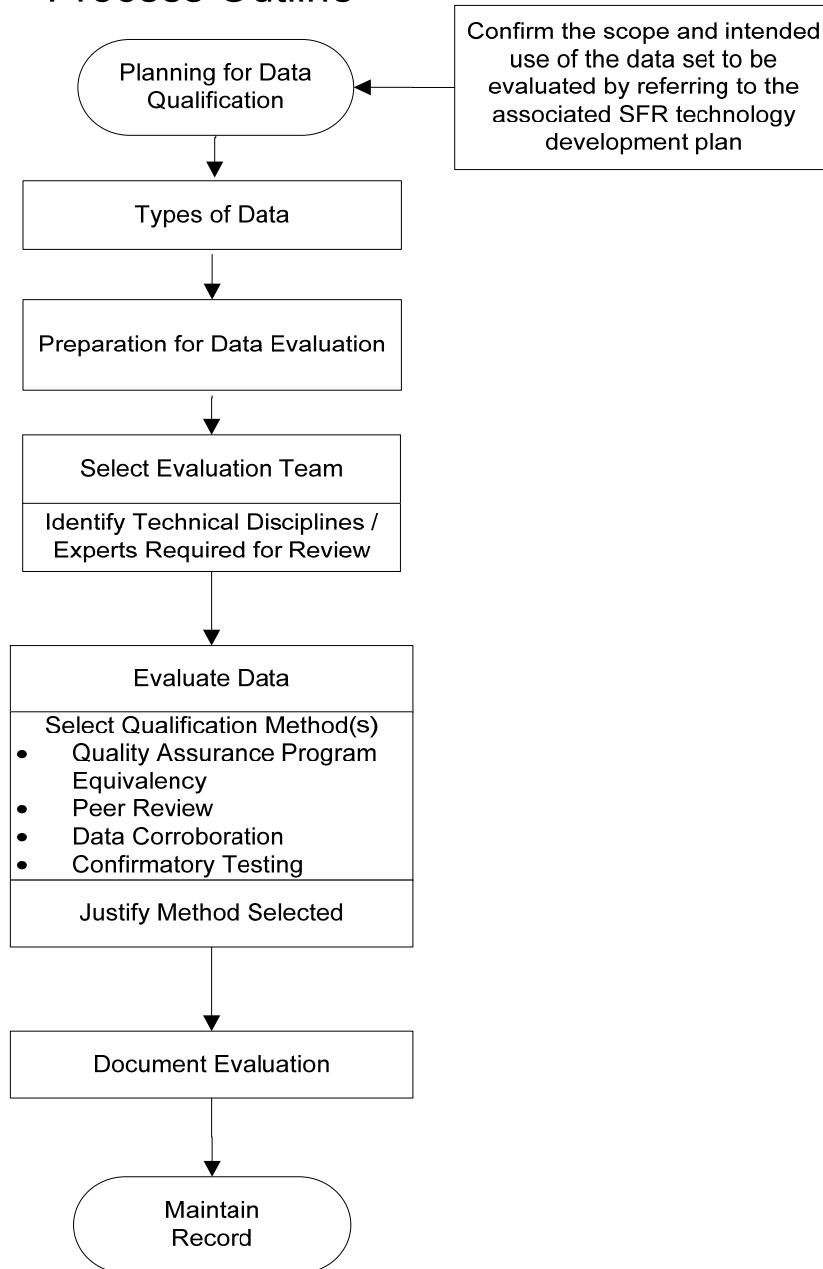 Process Outline
Confirm the scope and intended
use of the data set to be
evaluated by referring to the
associated SFR technology
development plan
Planning for Data
Qualification
Types of Data
Preparation for Data Evaluation
Select Evaluation Team
Identify Technical Disciplines /
Experts Required for Review
Evaluate Data
Select Qualification Method(s)
• Quality Assurance Program
Equivalency
• Peer Review
• Data Corroboration
• Confirmatory Testing
Justify Method Selected
Document Evaluation
Maintain
Record